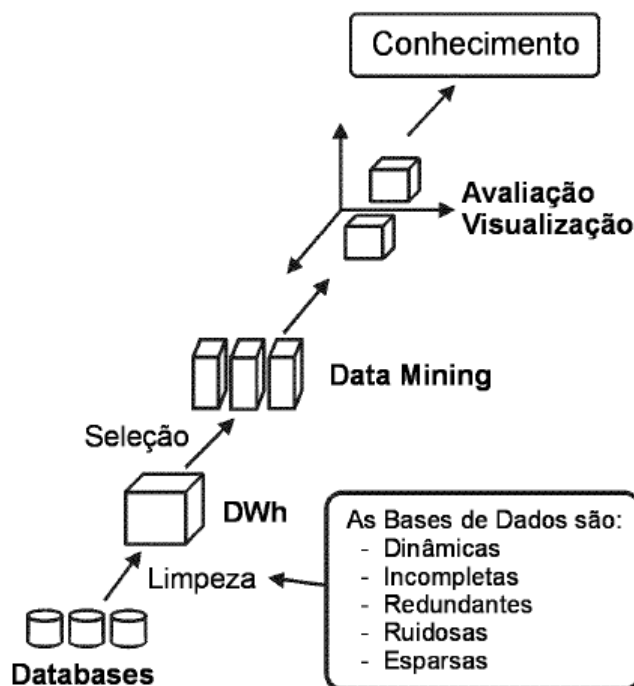 Conhecimento
Avaliação
Visualização
Data Mining
Seleção
DWh
As Bases de Dados são:
- Dinâmicas
- Incompletas
- Redundantes
- Ruidosas
- Esparsas
Limpeza
Databases